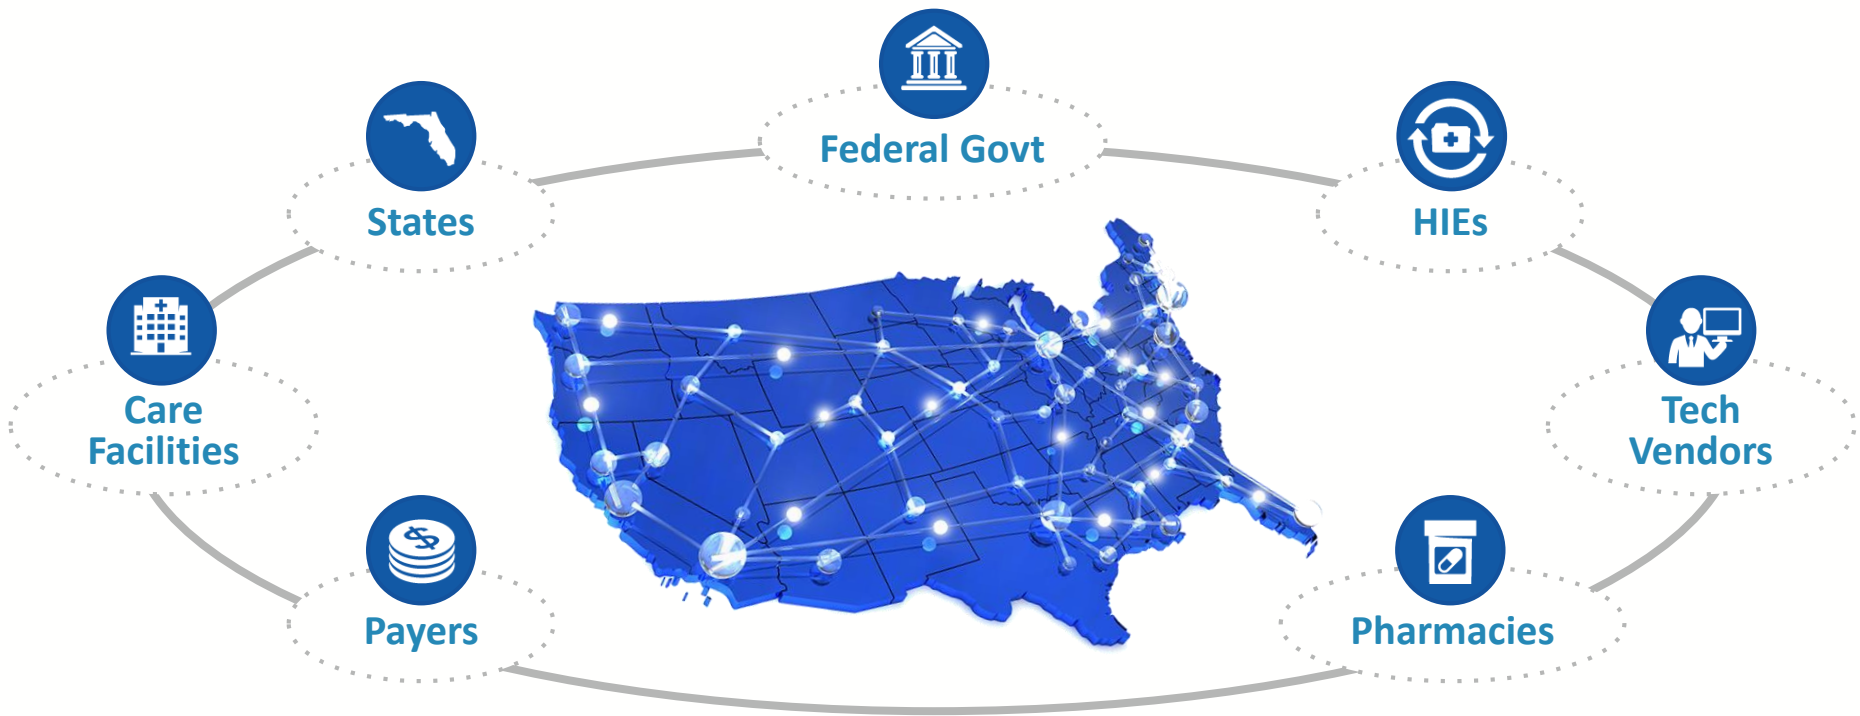 Federal Govt
States
HIEs
Care
Facilities
Tech
Vendors
Payers
Pharmacies